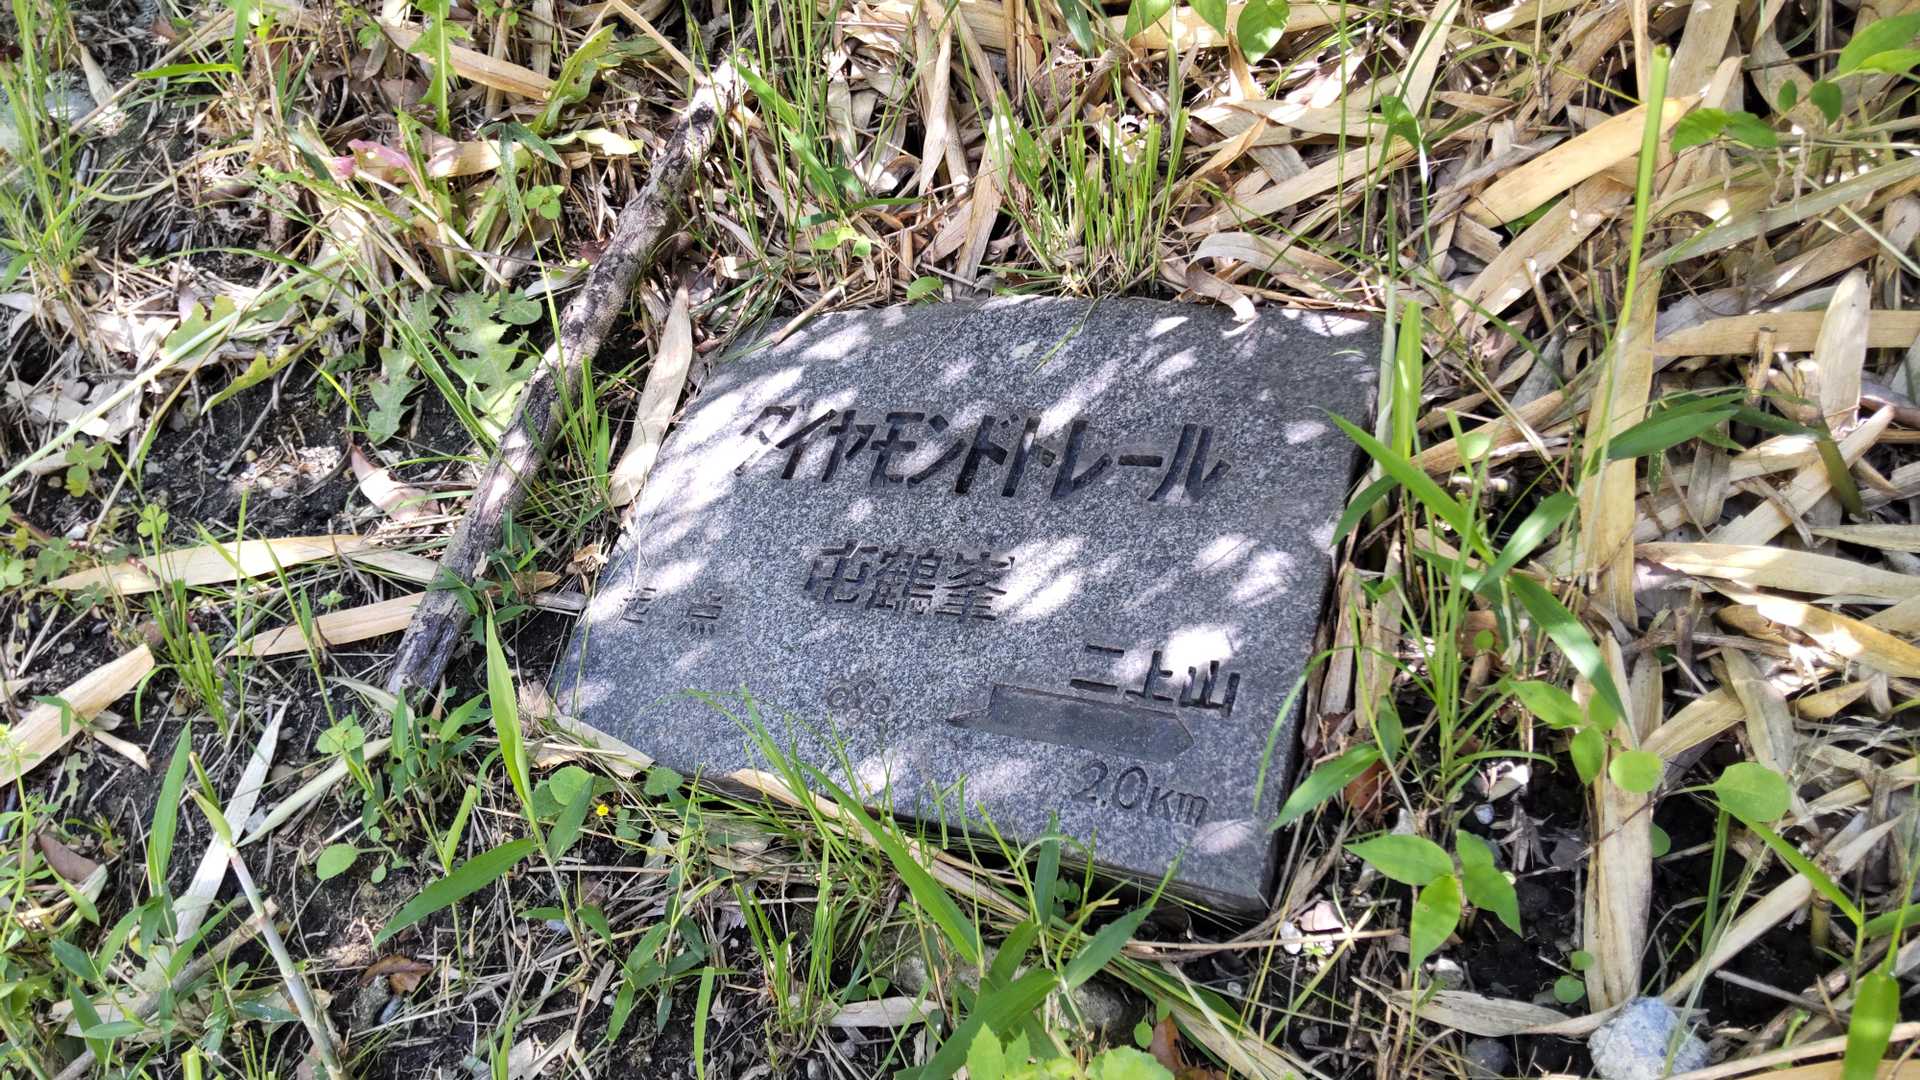 ダイヤモンドトレール
屯鶴峯
起点
二上山
2.0km